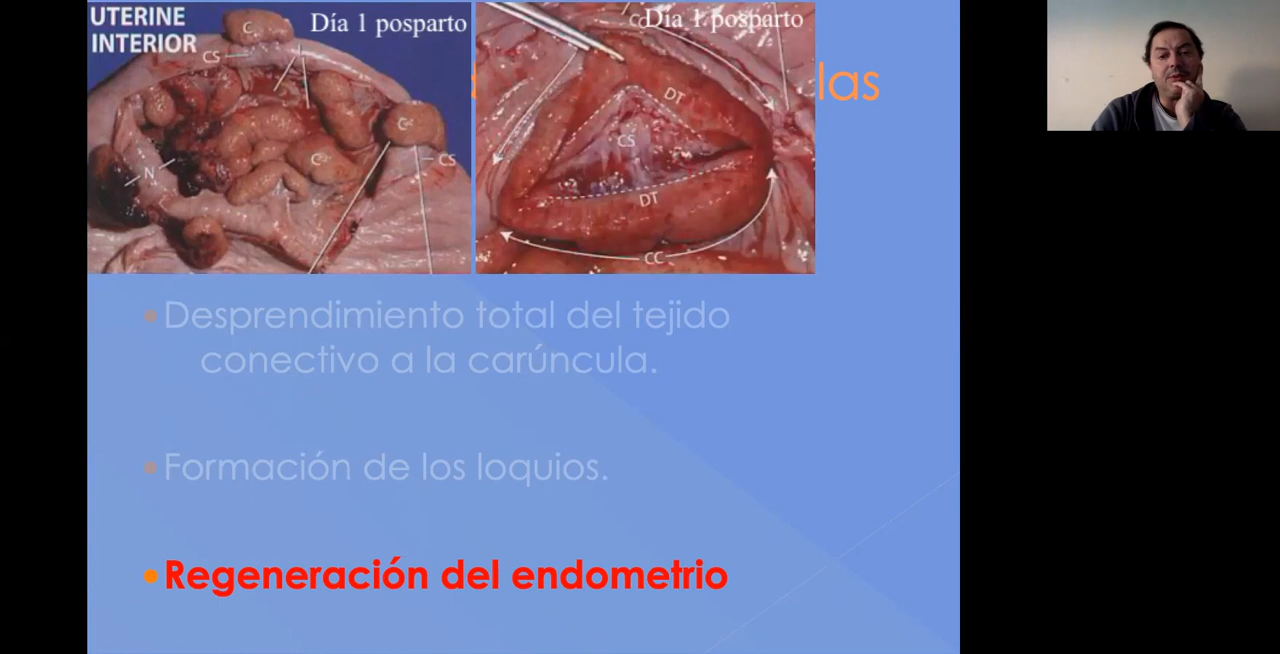 UTERINE
INTERIOR
Día 1 posparto
C
CS
C
C
CS
N
Día 1 posparto
DT
CS
DT
CC
las
Desprendimiento total del tejido
conectivo a la carúncula.
Formación de los loquios.
Regeneración del endometrio